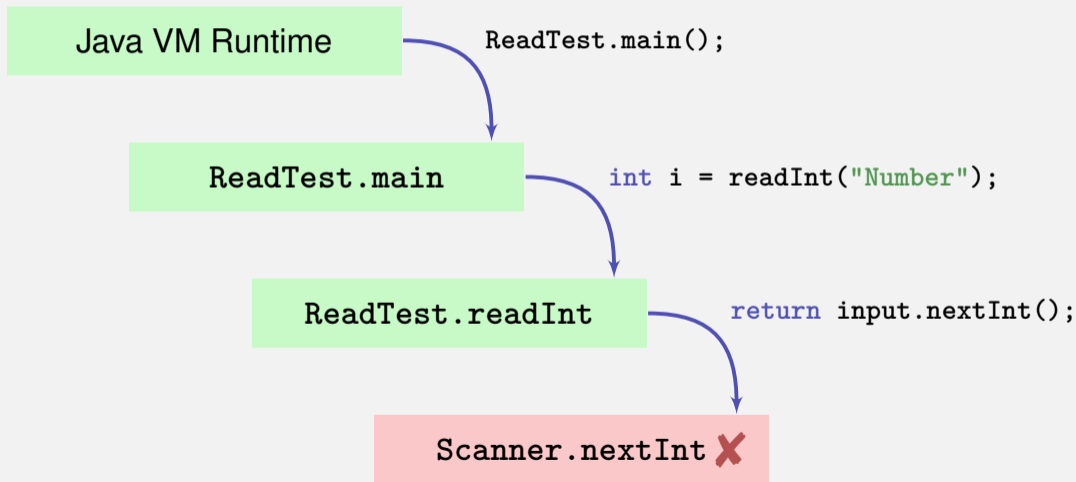 Java VM Runtime
ReadTest.main();
ReadTest.main
int i = readInt("Number");
ReadTest.readInt
return input.nextInt();
Scanner.nextInt ✘